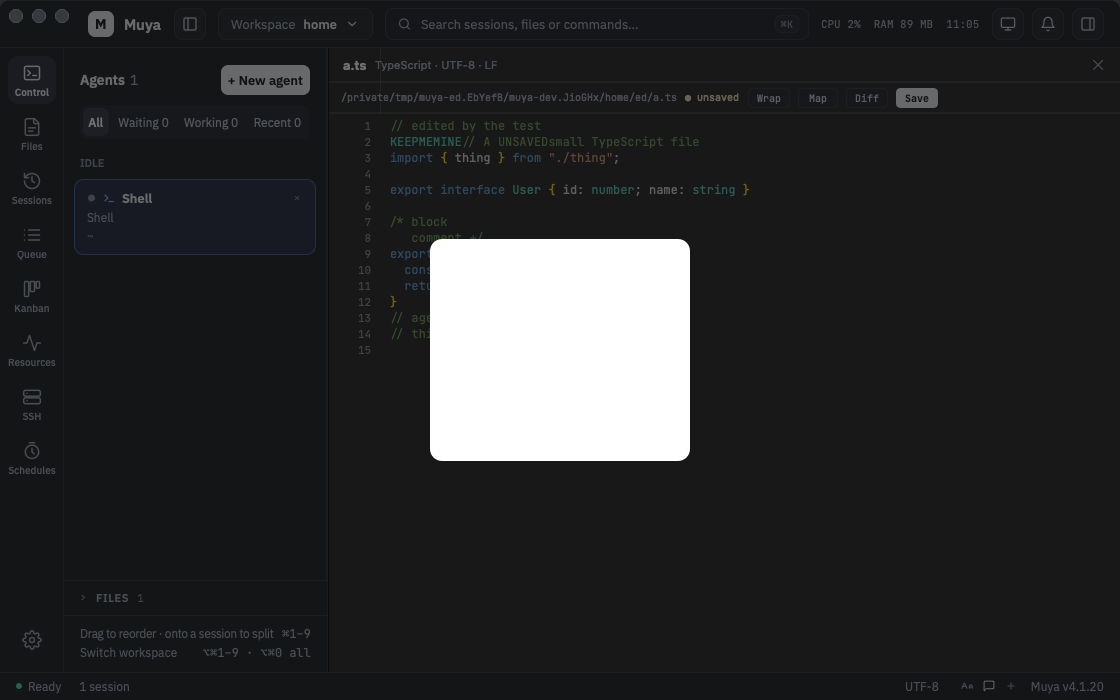 M Muya
Workspace home
Search sessions, files or commands... ⌘K
CPU 2% RAM 89 MB 11:05
Control
Files
Sessions
Queue
Kanban
Resources
SSH
Schedules
Agents 1
+ New agent
All Waiting 0 Working 0 Recent 0
IDLE
Shell ×
Shell
~
FILES 1
Drag to reorder · onto a session to split ⌘1–9
Switch workspace ⌥⌘1–9 · ⌥⌘0 all
a.ts TypeScript · UTF-8 · LF
/private/tmp/muya-ed.EbYefB/muya-dev.JioGHx/home/ed/a.ts ● unsaved Wrap Map Diff Save
1 // edited by the test
2 KEEPMEMINE// A UNSAVEDsmall TypeScript file
3 import { thing } from "./thing";
4
5 export interface User { id: number; name: string }
6
7 /* block
8 comment */
9 export
10 cons
11 retu
12 }
13 // age
14 // thi
15
Ready 1 session
UTF-8
+ Muya v4.1.20